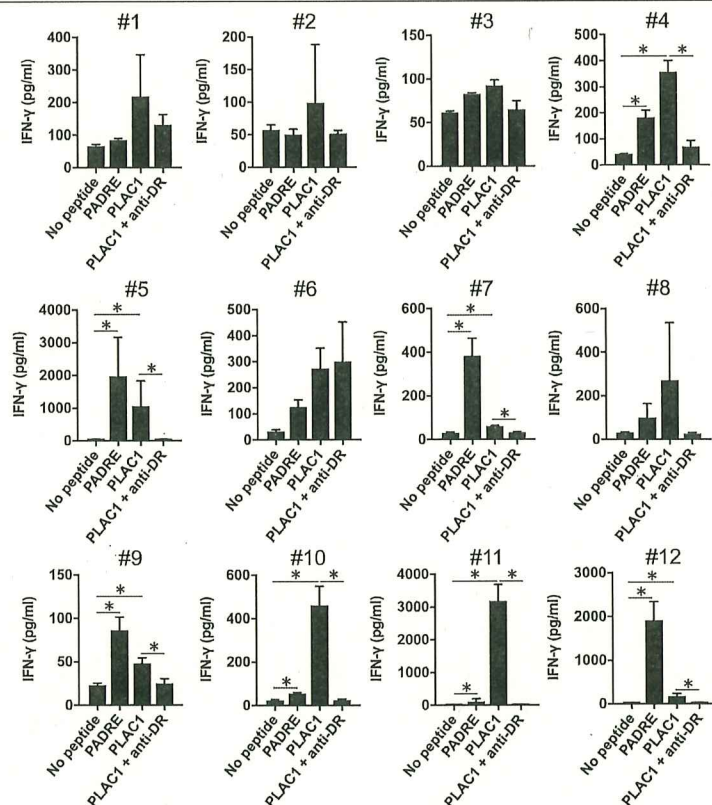 #1
IFN-γ (pg/ml)
400
300
200
100
0
No peptide
PADRE
PLAC1
PLAC1 + anti-DR
#2
IFN-γ (pg/ml)
200
150
100
50
0
No peptide
PADRE
PLAC1
PLAC1 + anti-DR
#3
IFN-γ (pg/ml)
150
100
50
0
No peptide
PADRE
PLAC1
PLAC1 + anti-DR
#4
IFN-γ (pg/ml)
500
400
300
200
100
0
* *
*
No peptide
PADRE
PLAC1
PLAC1 + anti-DR
#5
IFN-γ (pg/ml)
4000
3000
2000
1000
0
*
*
*
No peptide
PADRE
PLAC1
PLAC1 + anti-DR
#6
IFN-γ (pg/ml)
500
400
300
200
100
0
No peptide
PADRE
PLAC1
PLAC1 + anti-DR
#7
IFN-γ (pg/ml)
600
400
200
0
*
*
*
No peptide
PADRE
PLAC1
PLAC1 + anti-DR
#8
IFN-γ (pg/ml)
600
400
200
0
No peptide
PADRE
PLAC1
PLAC1 + anti-DR
#9
IFN-γ (pg/ml)
150
100
50
0
*
*
*
No peptide
PADRE
PLAC1
PLAC1 + anti-DR
#10
IFN-γ (pg/ml)
600
400
200
0
* *
*
No peptide
PADRE
PLAC1
PLAC1 + anti-DR
#11
IFN-γ (pg/ml)
4000
3000
2000
1000
0
* *
*
No peptide
PADRE
PLAC1
PLAC1 + anti-DR
#12
IFN-γ (pg/ml)
3000
2000
1000
0
*
*
*
No peptide
PADRE
PLAC1
PLAC1 + anti-DR